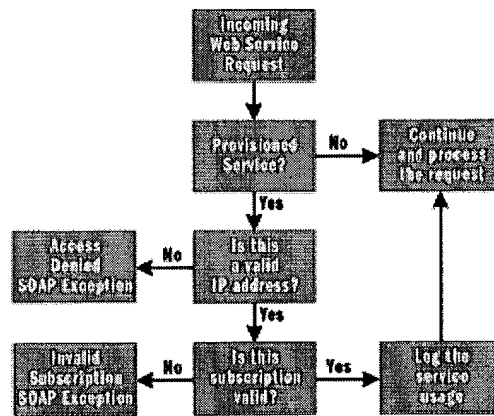 Incoming
Web Service
Request
Provisioned
Service?
No
Continue
and process
the request
Yes
Access
Denied
SOAP Exception
No
Is this
a valid
IP address?
Yes
Invalid
Subscription
SOAP Exception
No
Is this
subscription
valid?
Yes
Log the
service
usage